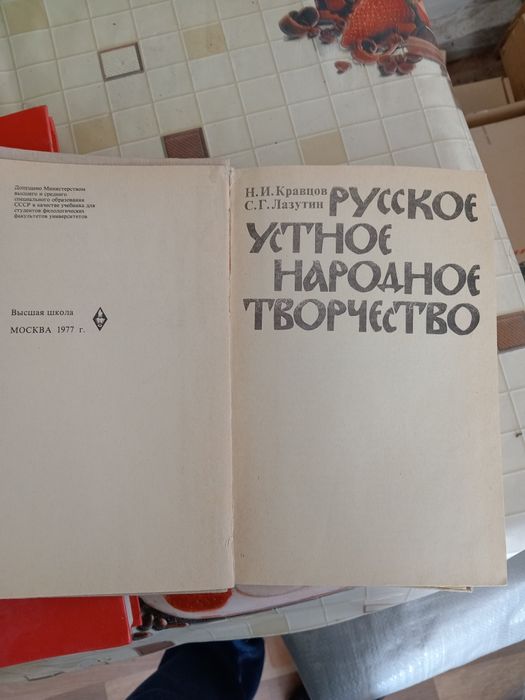 Допущено Министерством
высшего и среднего
специального образования
СССР в качестве учебника для
студентов филологических
факультетов университетов
Высшая школа
МОСКВА 1977 г.
Н. И. Кравцов
С. Г. Лазутин
РУССКОЕ
УСТНОЕ
НАРОДНОЕ
ТВОРЧЕСТВО